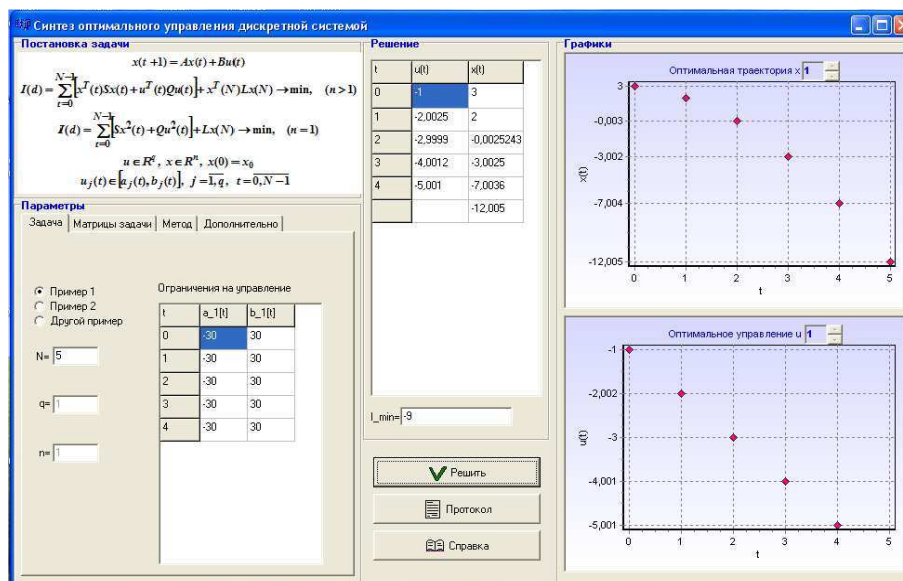 Синтез оптимального управления дискретной системой
Постановка задачи
x(t+1) = Ax(t) + Bu(t)
I(d) = ∑_{t=0}^{N-1} [x^T(t)Sx(t) + u^T(t)Qu(t)] + x^T(N)Lx(N) → min, (n>1)
I(d) = ∑_{t=0}^{N-1} [Sx²(t) + Qu²(t)] + Lx(N) → min, (n=1)
u ∈ R^q, x ∈ R^n, x(0) = x_0
u_j(t) ∈ [a_j(t), b_j(t)], j = \overline{1,q}, t = \overline{0,N-1}
Параметры
Задача Матрицы задачи Метод Дополнительно
Пример 1
Пример 2
Другой пример
N= 5
q= 1
n= 1
Ограничения на управление
t a_1[t] b_1[t]
0 -30 30
1 -30 30
2 -30 30
3 -30 30
4 -30 30
Решение
t u(t) x(t)
0 -1 3
1 -2,0025 2
2 -2,9999 -0,0025243
3 -4,0012 -3,0025
4 -5,001 -7,0036
-12,005
I_min= -9
Решить
Протокол
Справка
Графики
Оптимальная траектория x 1
x(t)
3
-0,003
-3,002
-7,004
-12,005
0 1 2 3 4 5
t
Оптимальное управление u 1
u(t)
-1
-2,002
-3
-4,001
-5,001
0 1 2 3 4 5
t